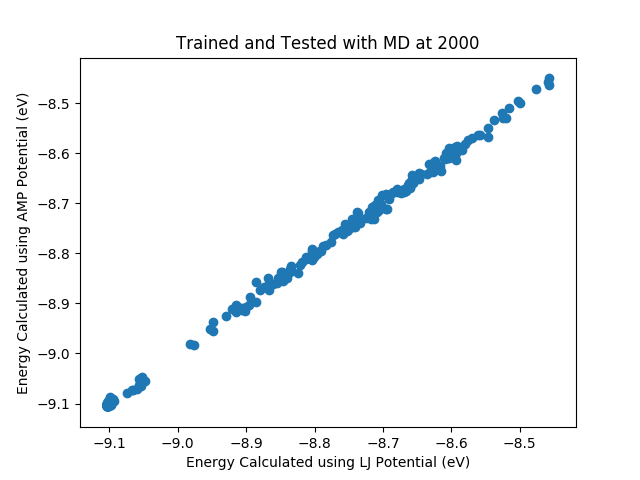 Trained and Tested with MD at 2000
Energy Calculated using AMP Potential (eV)
−8.5
−8.6
−8.7
−8.8
−8.9
−9.0
−9.1
−9.1 −9.0 −8.9 −8.8 −8.7 −8.6 −8.5
Energy Calculated using LJ Potential (eV)